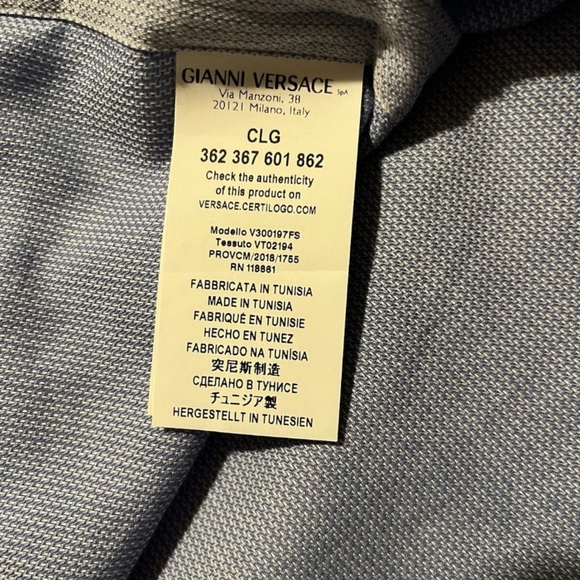 GIANNI VERSACE SpA
Via Manzoni, 38
20121 Milano, Italy
CLG
362 367 601 862
Check the authenticity
of this product on
VERSACE.CERTILOGO.COM
Modello V300197FS
Tessuto VT02194
PROVCM/2018/1755
RN 118861
FABBRICATA IN TUNISIA
MADE IN TUNISIA
FABRIQUÉ EN TUNISIE
HECHO EN TUNEZ
FABRICADO NA TUNÍSIA
突尼斯制造
СДЕЛАНО В ТУНИСЕ
チュニジア製
HERGESTELLT IN TUNESIEN